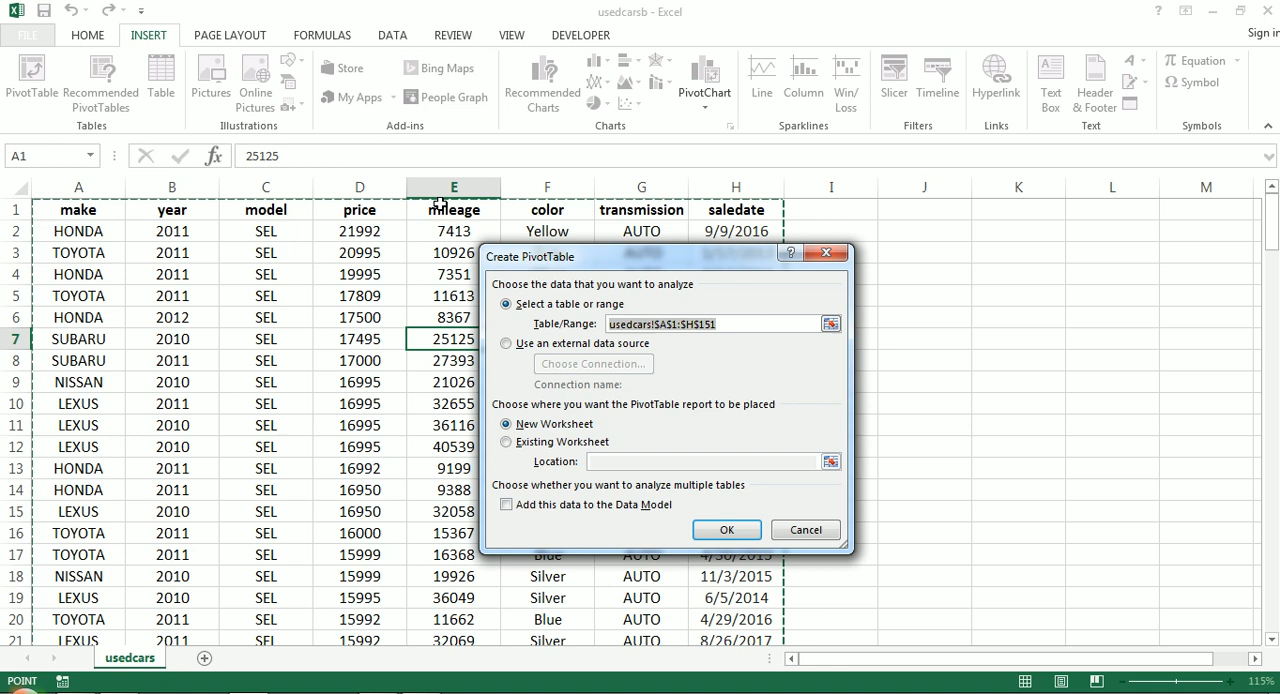 usedcarsb - Excel
FILE HOME INSERT PAGE LAYOUT FORMULAS DATA REVIEW VIEW DEVELOPER Sign in
PivotTable Recommended PivotTables Table Pictures Online Pictures Store My Apps Bing Maps People Graph Recommended Charts PivotChart Line Column Win/Loss Slicer Timeline Hyperlink Text Box Header & Footer Equation Symbol
Tables Illustrations Add-ins Charts Sparklines Filters Links Text Symbols
A1 fx 25125
A B C D E F G H I J K L M
1 make year model price mileage color transmission saledate
2 HONDA 2011 SEL 21992 7413 Yellow AUTO 9/9/2016
3 TOYOTA 2011 SEL 20995 10926
4 HONDA 2011 SEL 19995 7351
5 TOYOTA 2011 SEL 17809 11613
6 HONDA 2012 SEL 17500 8367
7 SUBARU 2010 SEL 17495 25125
8 SUBARU 2011 SEL 17000 27393
9 NISSAN 2010 SEL 16995 21026
10 LEXUS 2011 SEL 16995 32655
11 LEXUS 2010 SEL 16995 36116
12 LEXUS 2010 SEL 16995 40539
13 HONDA 2011 SEL 16992 9199
14 HONDA 2011 SEL 16950 9388
15 LEXUS 2010 SEL 16950 32058
16 TOYOTA 2011 SEL 16000 15367
17 TOYOTA 2011 SEL 15999 16368 Blue AUTO 4/30/2015
18 NISSAN 2010 SEL 15999 19926 Silver AUTO 11/3/2015
19 LEXUS 2010 SEL 15995 36049 Silver AUTO 6/5/2014
20 TOYOTA 2011 SEL 15992 11662 Blue AUTO 4/29/2016
21 LEXUS 2011 SEL 15992 32069 Silver AUTO 8/26/2017
Create PivotTable
Choose the data that you want to analyze
Select a table or range
Table/Range: usedcars!$A$1:$H$151
Use an external data source
Choose Connection...
Connection name:
Choose where you want the PivotTable report to be placed
New Worksheet
Existing Worksheet
Location:
Choose whether you want to analyze multiple tables
Add this data to the Data Model
OK Cancel
usedcars
POINT 115%